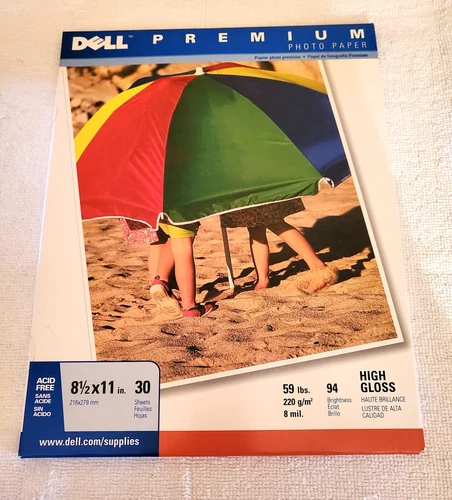 DELL™ PREMIUM
PHOTO PAPER
Papier photo premium • Papel de fotografía Premium
ACID
FREE
SANS
ACIDE
SIN
ÁCIDO
8½x11 in.
216x279 mm
30
Sheets
Feuilles
Hojas
59 lbs.
220 g/m²
8 mil.
94
Brightness
Éclat
Brillo
HIGH
GLOSS
HAUTE BRILLANCE
LUSTRE DE ALTA
CALIDAD
www.dell.com/supplies